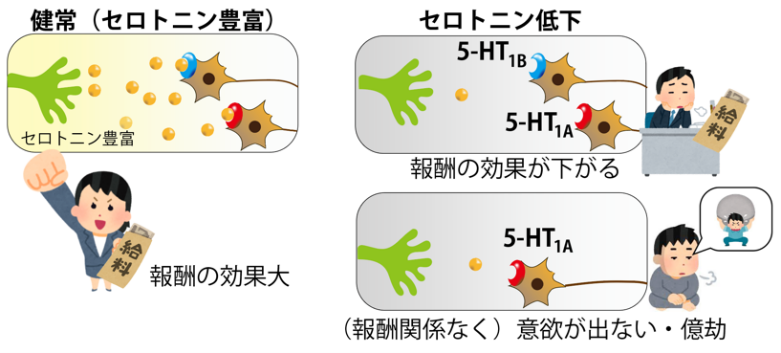 健常（セロトニン豊富）
セロトニン豊富
給料
報酬の効果大
セロトニン低下
5-HT1B
5-HT1A
給料
報酬の効果が下がる
5-HT1A
（報酬関係なく）意欲が出ない・億劫